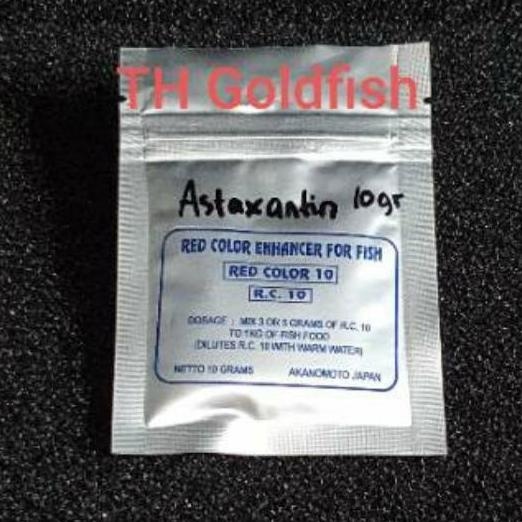 TH Goldfish
Astaxantin 10gr
RED COLOR ENHANCER FOR FISH
RED COLOR 10
R.C. 10
DOSAGE : MIX 3 OR 5 GRAMS OF R.C. 10
TO 1KG OF FISH FOOD
(DILUTES R.C. 10 WITH WARM WATER)
NETTO 10 GRAMS AKANOMOTO JAPAN